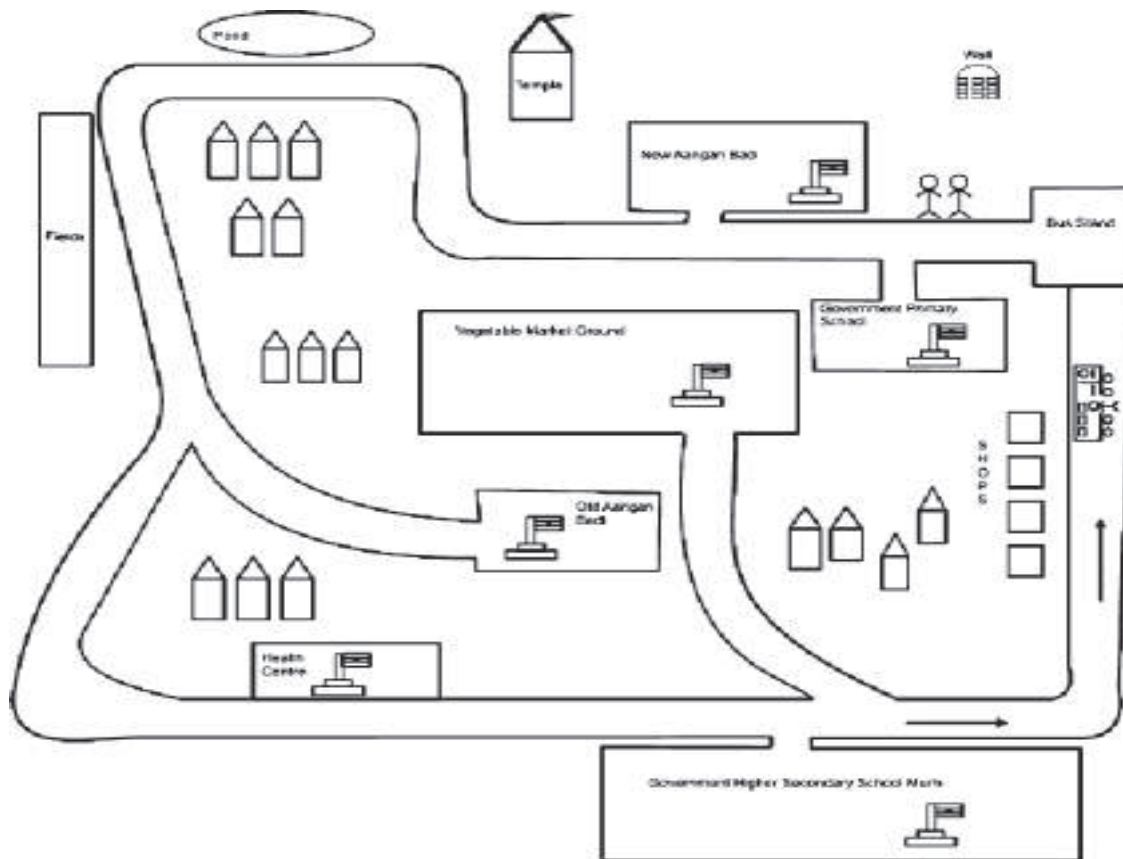 Pond
Temple
Well
New Aangan Badi
Fields
Bus Stand
Government Primary
School
Vegetable Market Ground
SHOPS
Old Aangan
Badi
Health
Centre
Government Higher Secondary School